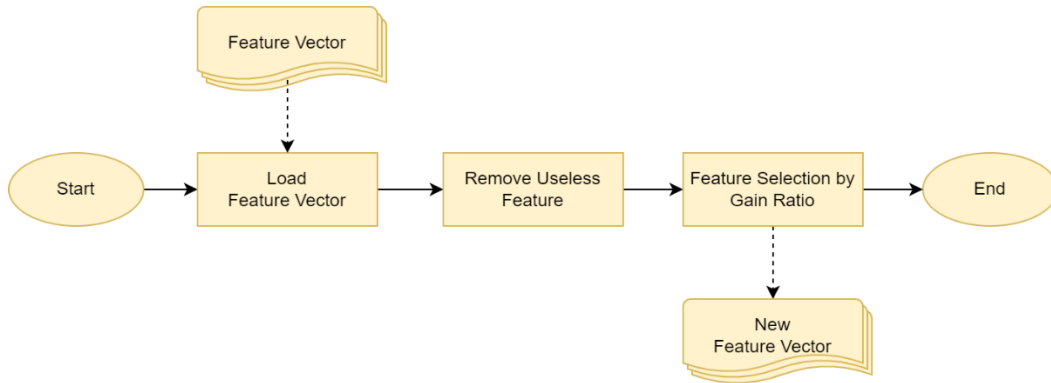 Feature Vector
Start
Load
Feature Vector
Remove Useless
Feature
Feature Selection by
Gain Ratio
End
New
Feature Vector